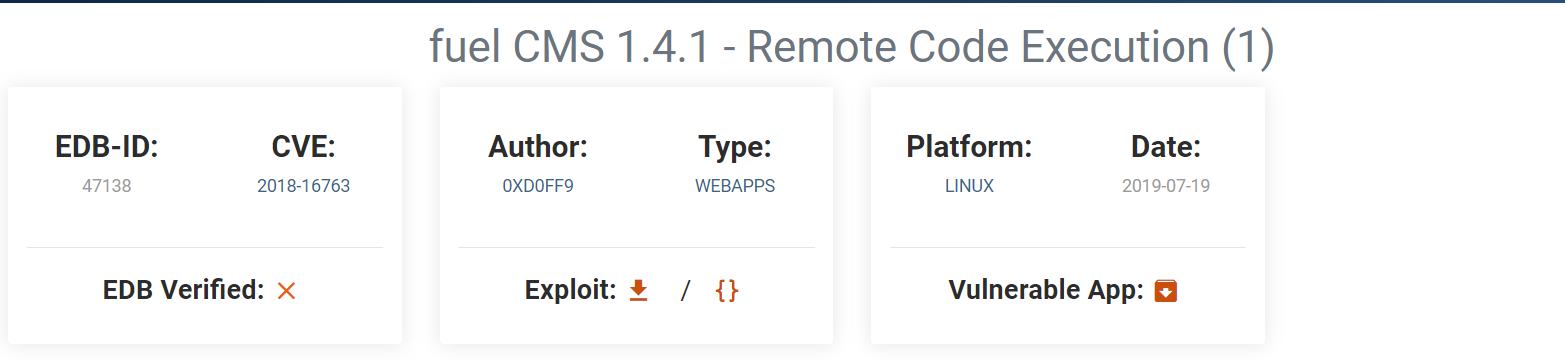 fuel CMS 1.4.1 - Remote Code Execution (1)
EDB-ID: CVE:
47138 2018-16763
EDB Verified: ×
Author: Type:
0XD0FF9 WEBAPPS
Exploit: / {}
Platform: Date:
LINUX 2019-07-19
Vulnerable App: